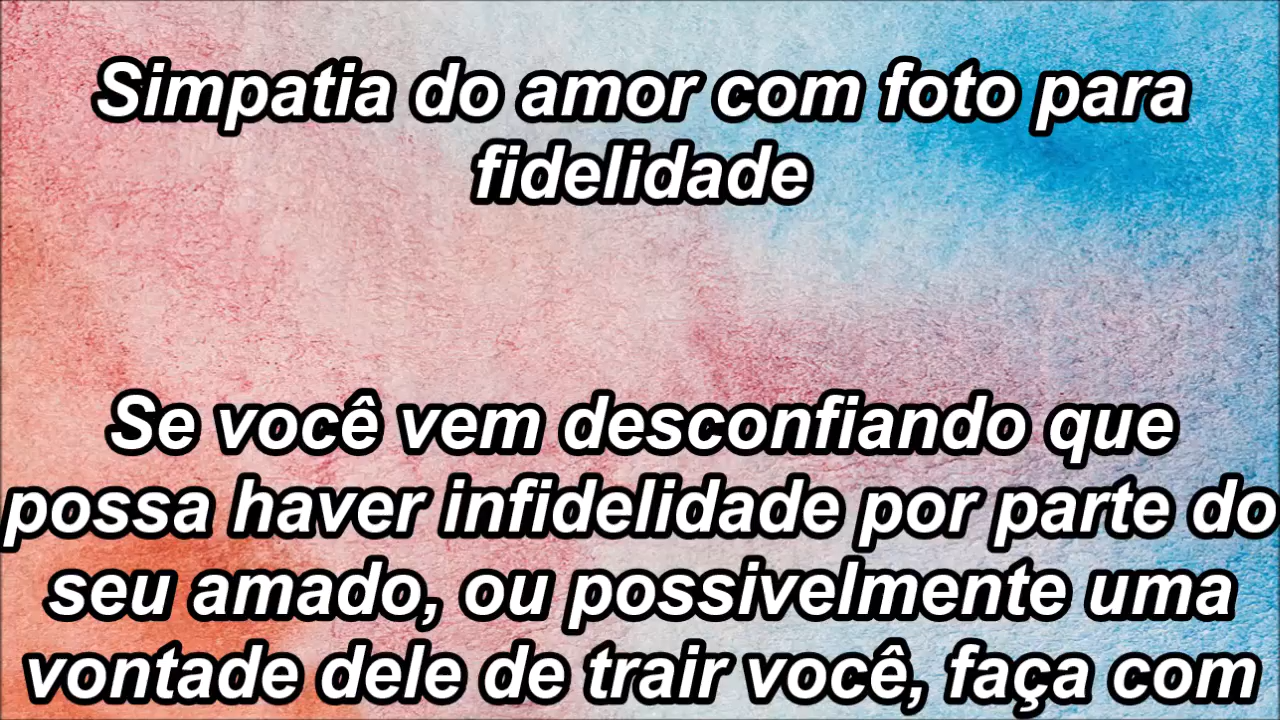 Simpatia do amor com foto para
fidelidade
Se você vem desconfiando que
possa haver infidelidade por parte do
seu amado, ou possivelmente uma
vontade dele de trair você, faça com